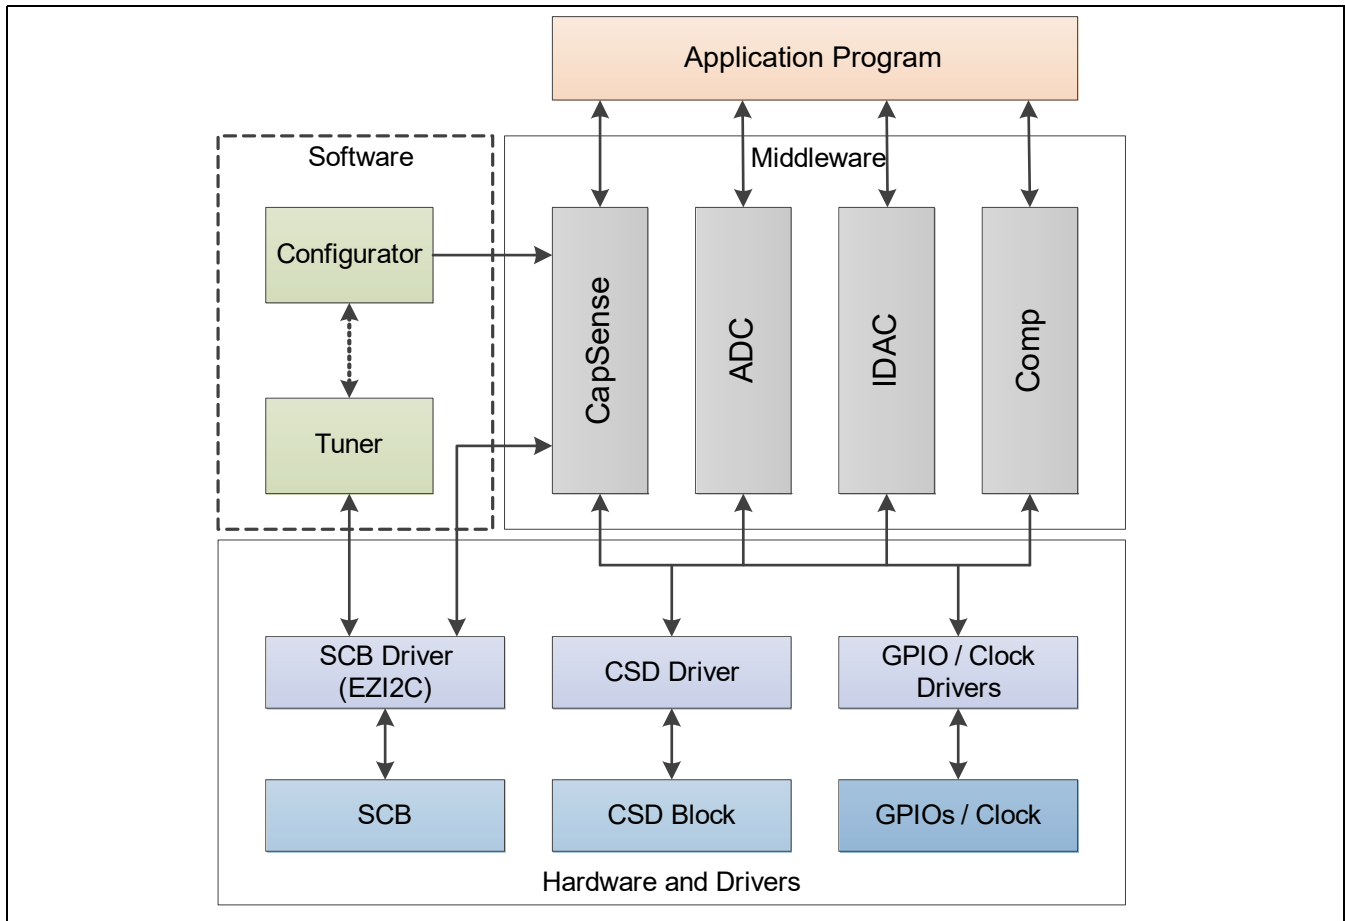 Application Program
Software
Middleware
Configurator
Tuner
CapSense
ADC
IDAC
Comp
SCB Driver
(EZI2C)
CSD Driver
GPIO / Clock
Drivers
SCB
CSD Block
GPIOs / Clock
Hardware and Drivers